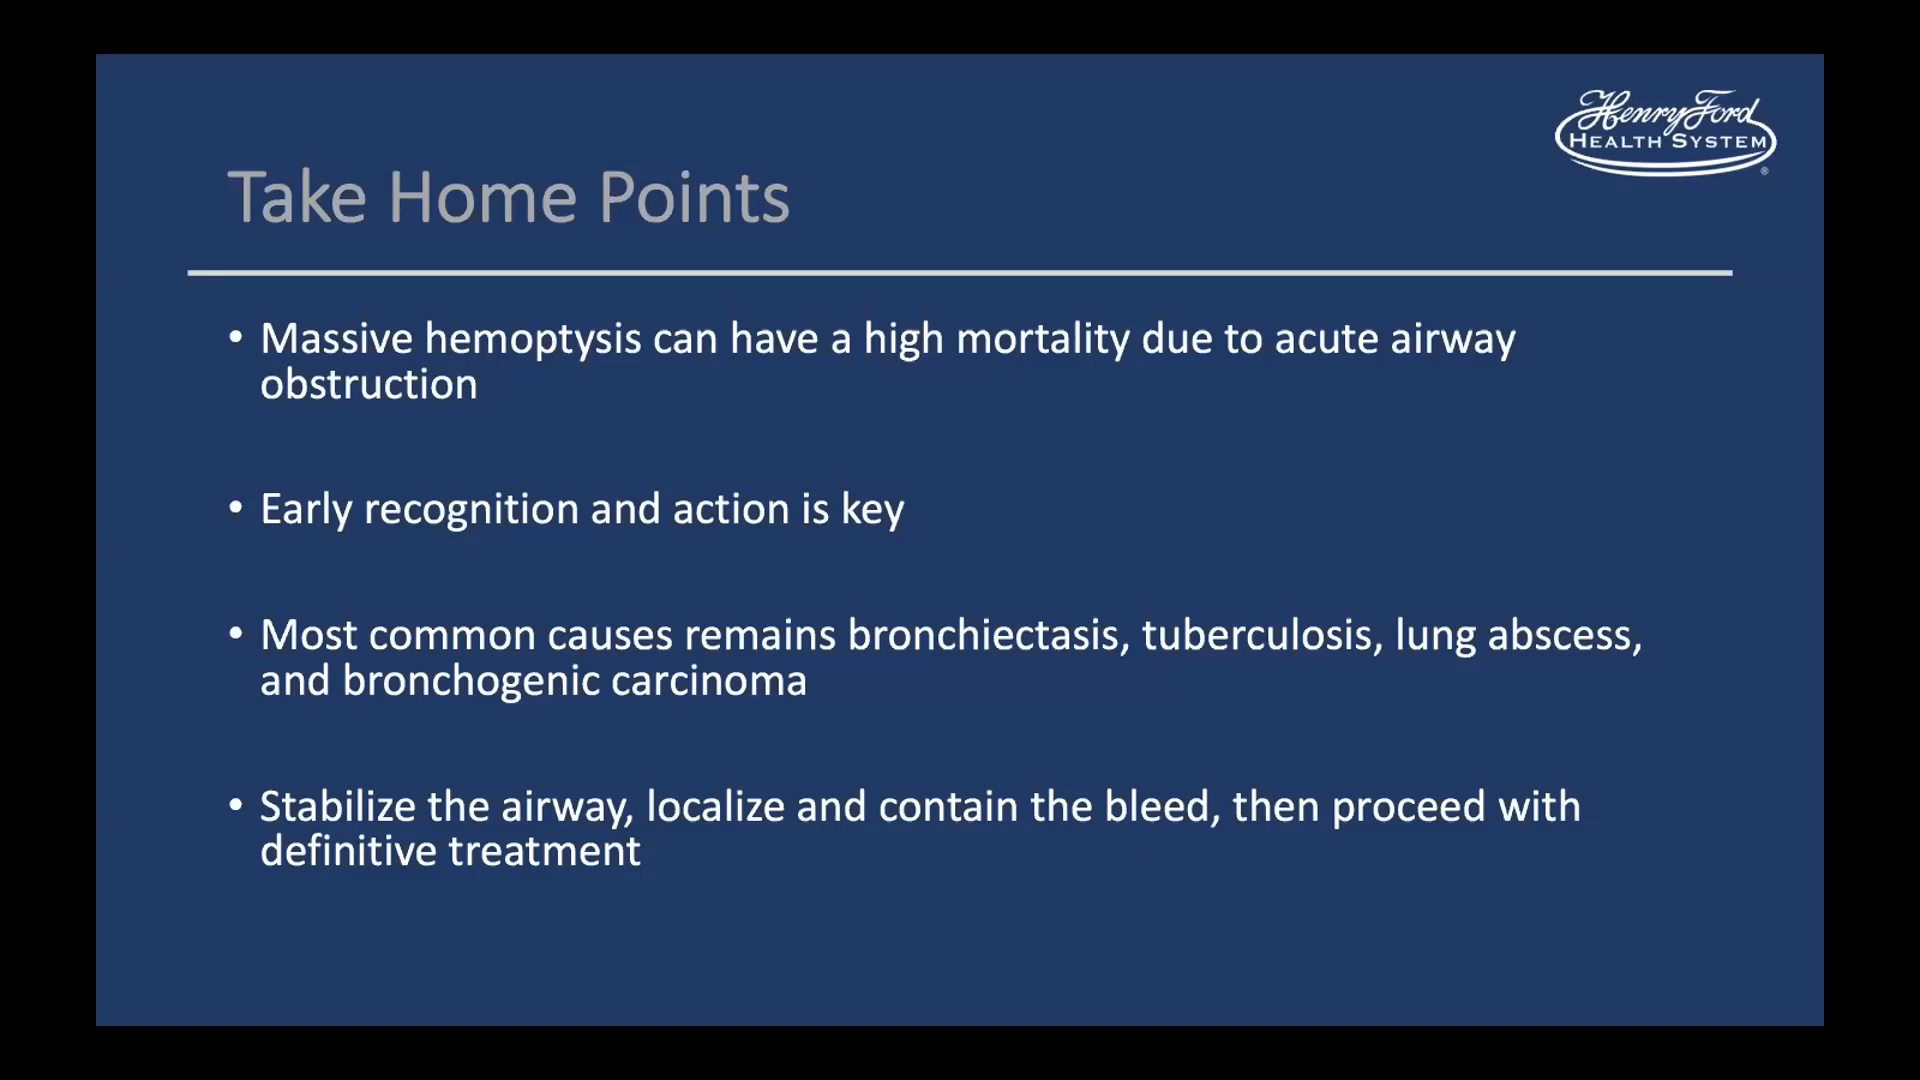 Henry Ford
HEALTH SYSTEM
®
Take Home Points
• Massive hemoptysis can have a high mortality due to acute airway
obstruction
• Early recognition and action is key
• Most common causes remains bronchiectasis, tuberculosis, lung abscess,
and bronchogenic carcinoma
• Stabilize the airway, localize and contain the bleed, then proceed with
definitive treatment